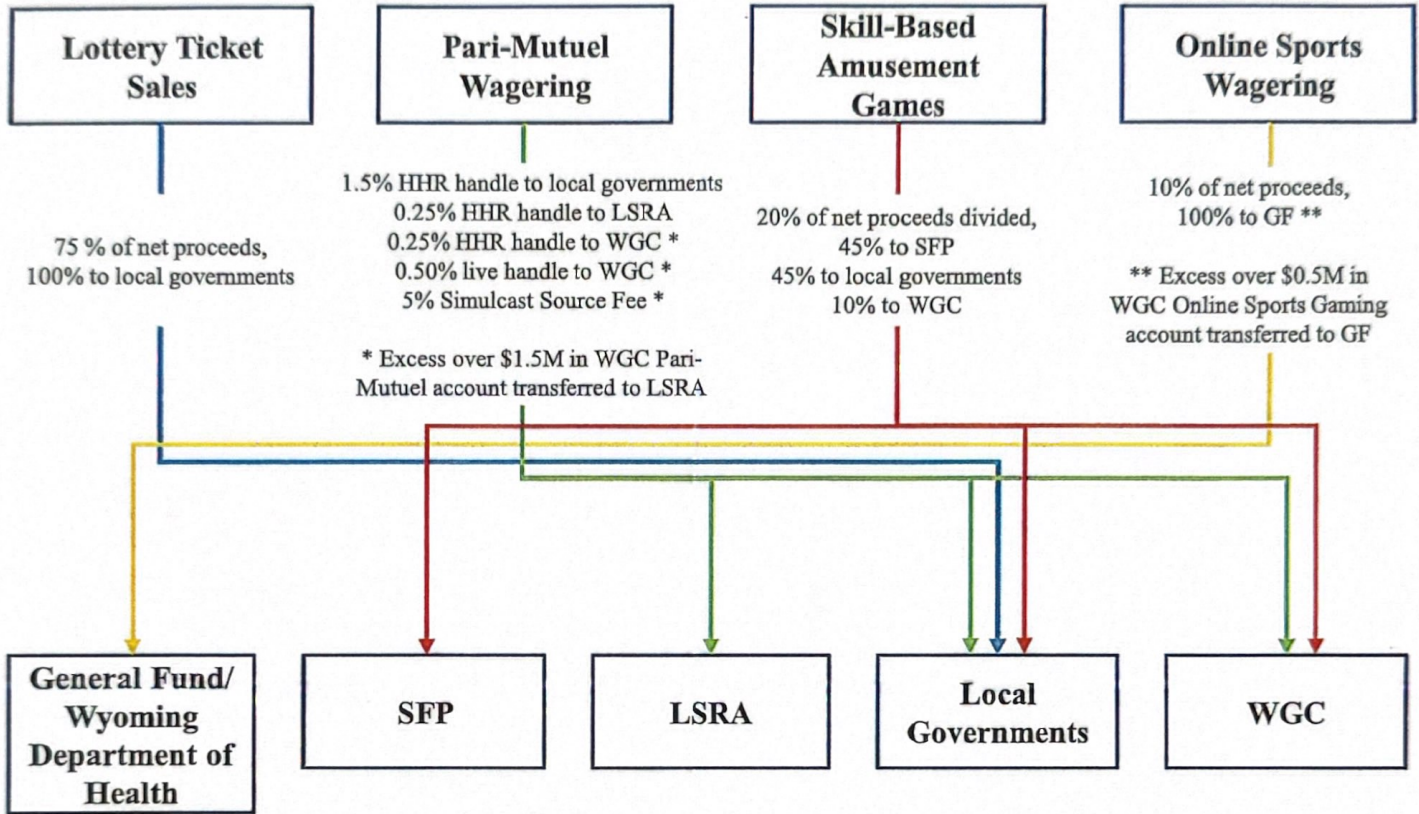 Lottery Ticket
Sales
Pari-Mutuel
Wagering
Skill-Based
Amusement
Games
Online Sports
Wagering
75 % of net proceeds,
100% to local governments
1.5% HHR handle to local governments
0.25% HHR handle to LSRA
0.25% HHR handle to WGC *
0.50% live handle to WGC *
5% Simulcast Source Fee *
* Excess over $1.5M in WGC Pari-
Mutuel account transferred to LSRA
20% of net proceeds divided,
45% to SFP
45% to local governments
10% to WGC
10% of net proceeds,
100% to GF **
** Excess over $0.5M in
WGC Online Sports Gaming
account transferred to GF
General Fund/
Wyoming
Department of
Health
SFP
LSRA
Local
Governments
WGC